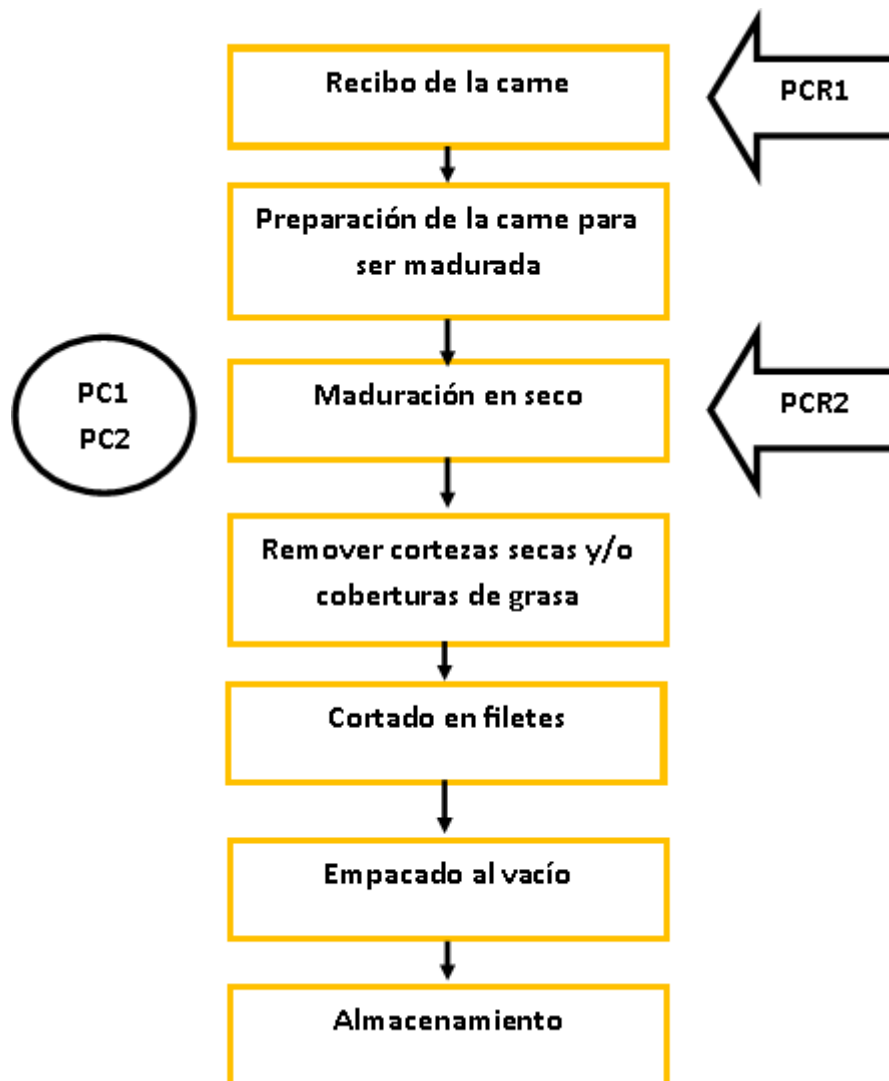 Recibo de la carne
PCR1
Preparación de la carne para
ser madurada
PC1
PC2
Maduración en seco
PCR2
Remover cortezas secas y/o
coberturas de grasa
Cortado en filetes
Empacado al vacío
Almacenamiento